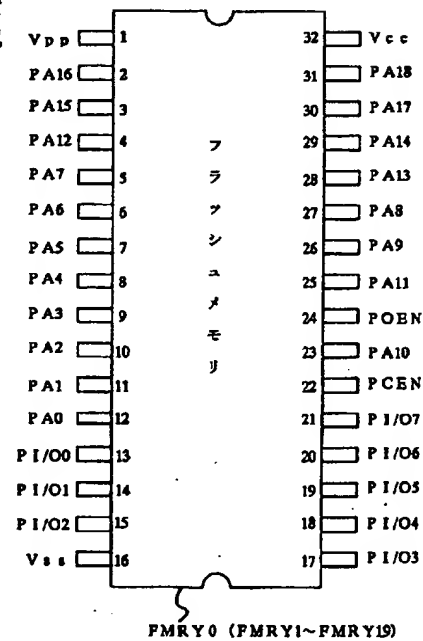 Vpp 1 32 Vcc
PA16 2 31 PA18
PA15 3 30 PA17
PA12 4 29 PA14
PA7 5 28 PA13
PA6 6 27 PA8
PA5 7 26 PA9
PA4 8 25 PA11
PA3 9 24 POEN
PA2 10 23 PA10
PA1 11 22 PCEN
PA0 12 21 PI/O7
PI/O0 13 20 PI/O6
PI/O1 14 19 PI/O5
PI/O2 15 18 PI/O4
Vss 16 17 PI/O3
フラッシュメモリ
FMRY0 (FMRY1~FMRY19)